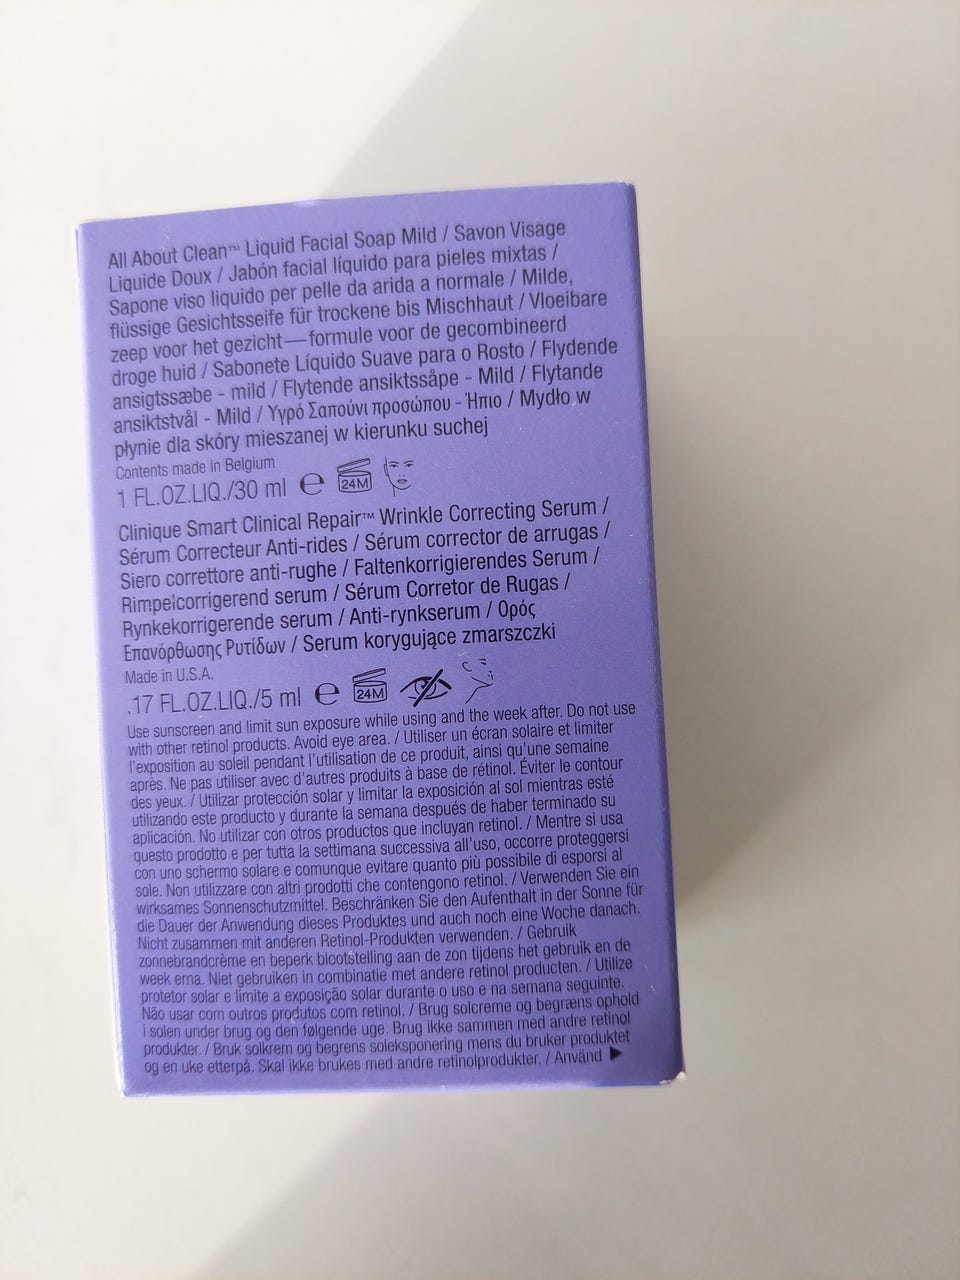 All About Clean™ Liquid Facial Soap Mild / Savon Visage
Liquide Doux / Jabón facial líquido para pieles mixtas /
Sapone viso liquido per pelle da arida a normale / Milde,
flüssige Gesichtsseife für trockene bis Mischhaut / Vloeibare
zeep voor het gezicht—formule voor de gecombineerd
droge huid / Sabonete Líquido Suave para o Rosto / Flydende
ansigtssæbe - mild / Flytende ansiktssåpe - Mild / Flytande
ansiktstvål - Mild / Υγρό Σαπούνι προσώπου - Ήπιο / Mydło w
płynie dla skóry mieszanej w kierunku suchej
Contents made in Belgium
1 FL.OZ.LIQ./30 ml e 24M
Clinique Smart Clinical Repair™ Wrinkle Correcting Serum /
Sérum Correcteur Anti-rides / Sérum corrector de arrugas /
Siero correttore anti-rughe / Faltenkorrigierendes Serum /
Rimpelcorrigerend serum / Sérum Corretor de Rugas /
Rynkekorrigerende serum / Anti-rynkserum / Ορός
Επανόρθωσης Ρυτίδων / Serum korygujące zmarszczki
Made in U.S.A.
.17 FL.OZ.LIQ./5 ml e 24M
Use sunscreen and limit sun exposure while using and the week after. Do not use
with other retinol products. Avoid eye area. / Utiliser un écran solaire et limiter
l'exposition au soleil pendant l'utilisation de ce produit, ainsi qu'une semaine
après. Ne pas utiliser avec d'autres produits à base de rétinol. Éviter le contour
des yeux. / Utilizar protección solar y limitar la exposición al sol mientras esté
utilizando este producto y durante la semana después de haber terminado su
aplicación. No utilizar con otros productos que incluyan retinol. / Mentre si usa
questo prodotto e per tutta la settimana successiva all'uso, occorre proteggersi
con uno schermo solare e comunque evitare quanto più possibile di esporsi al
sole. Non utilizzare con altri prodotti che contengono retinol. / Verwenden Sie ein
wirksames Sonnenschutzmittel. Beschränken Sie den Aufenthalt in der Sonne für
die Dauer der Anwendung dieses Produktes und auch noch eine Woche danach.
Nicht zusammen mit anderen Retinol-Produkten verwenden. / Gebruik
zonnebrandcrème en beperk blootstelling aan de zon tijdens het gebruik en de
week erna. Niet gebruiken in combinatie met andere retinol producten. / Utilize
protetor solar e limite a exposição solar durante o uso e na semana seguinte.
Não usar com outros produtos com retinol. / Brug solcreme og begræns ophold
i solen under brug og den følgende uge. Brug ikke sammen med andre retinol
produkter. / Bruk solkrem og begrens soleksponering mens du bruker produktet
og en uke etterpå. Skal ikke brukes med andre retinolprodukter. / Använd ▶